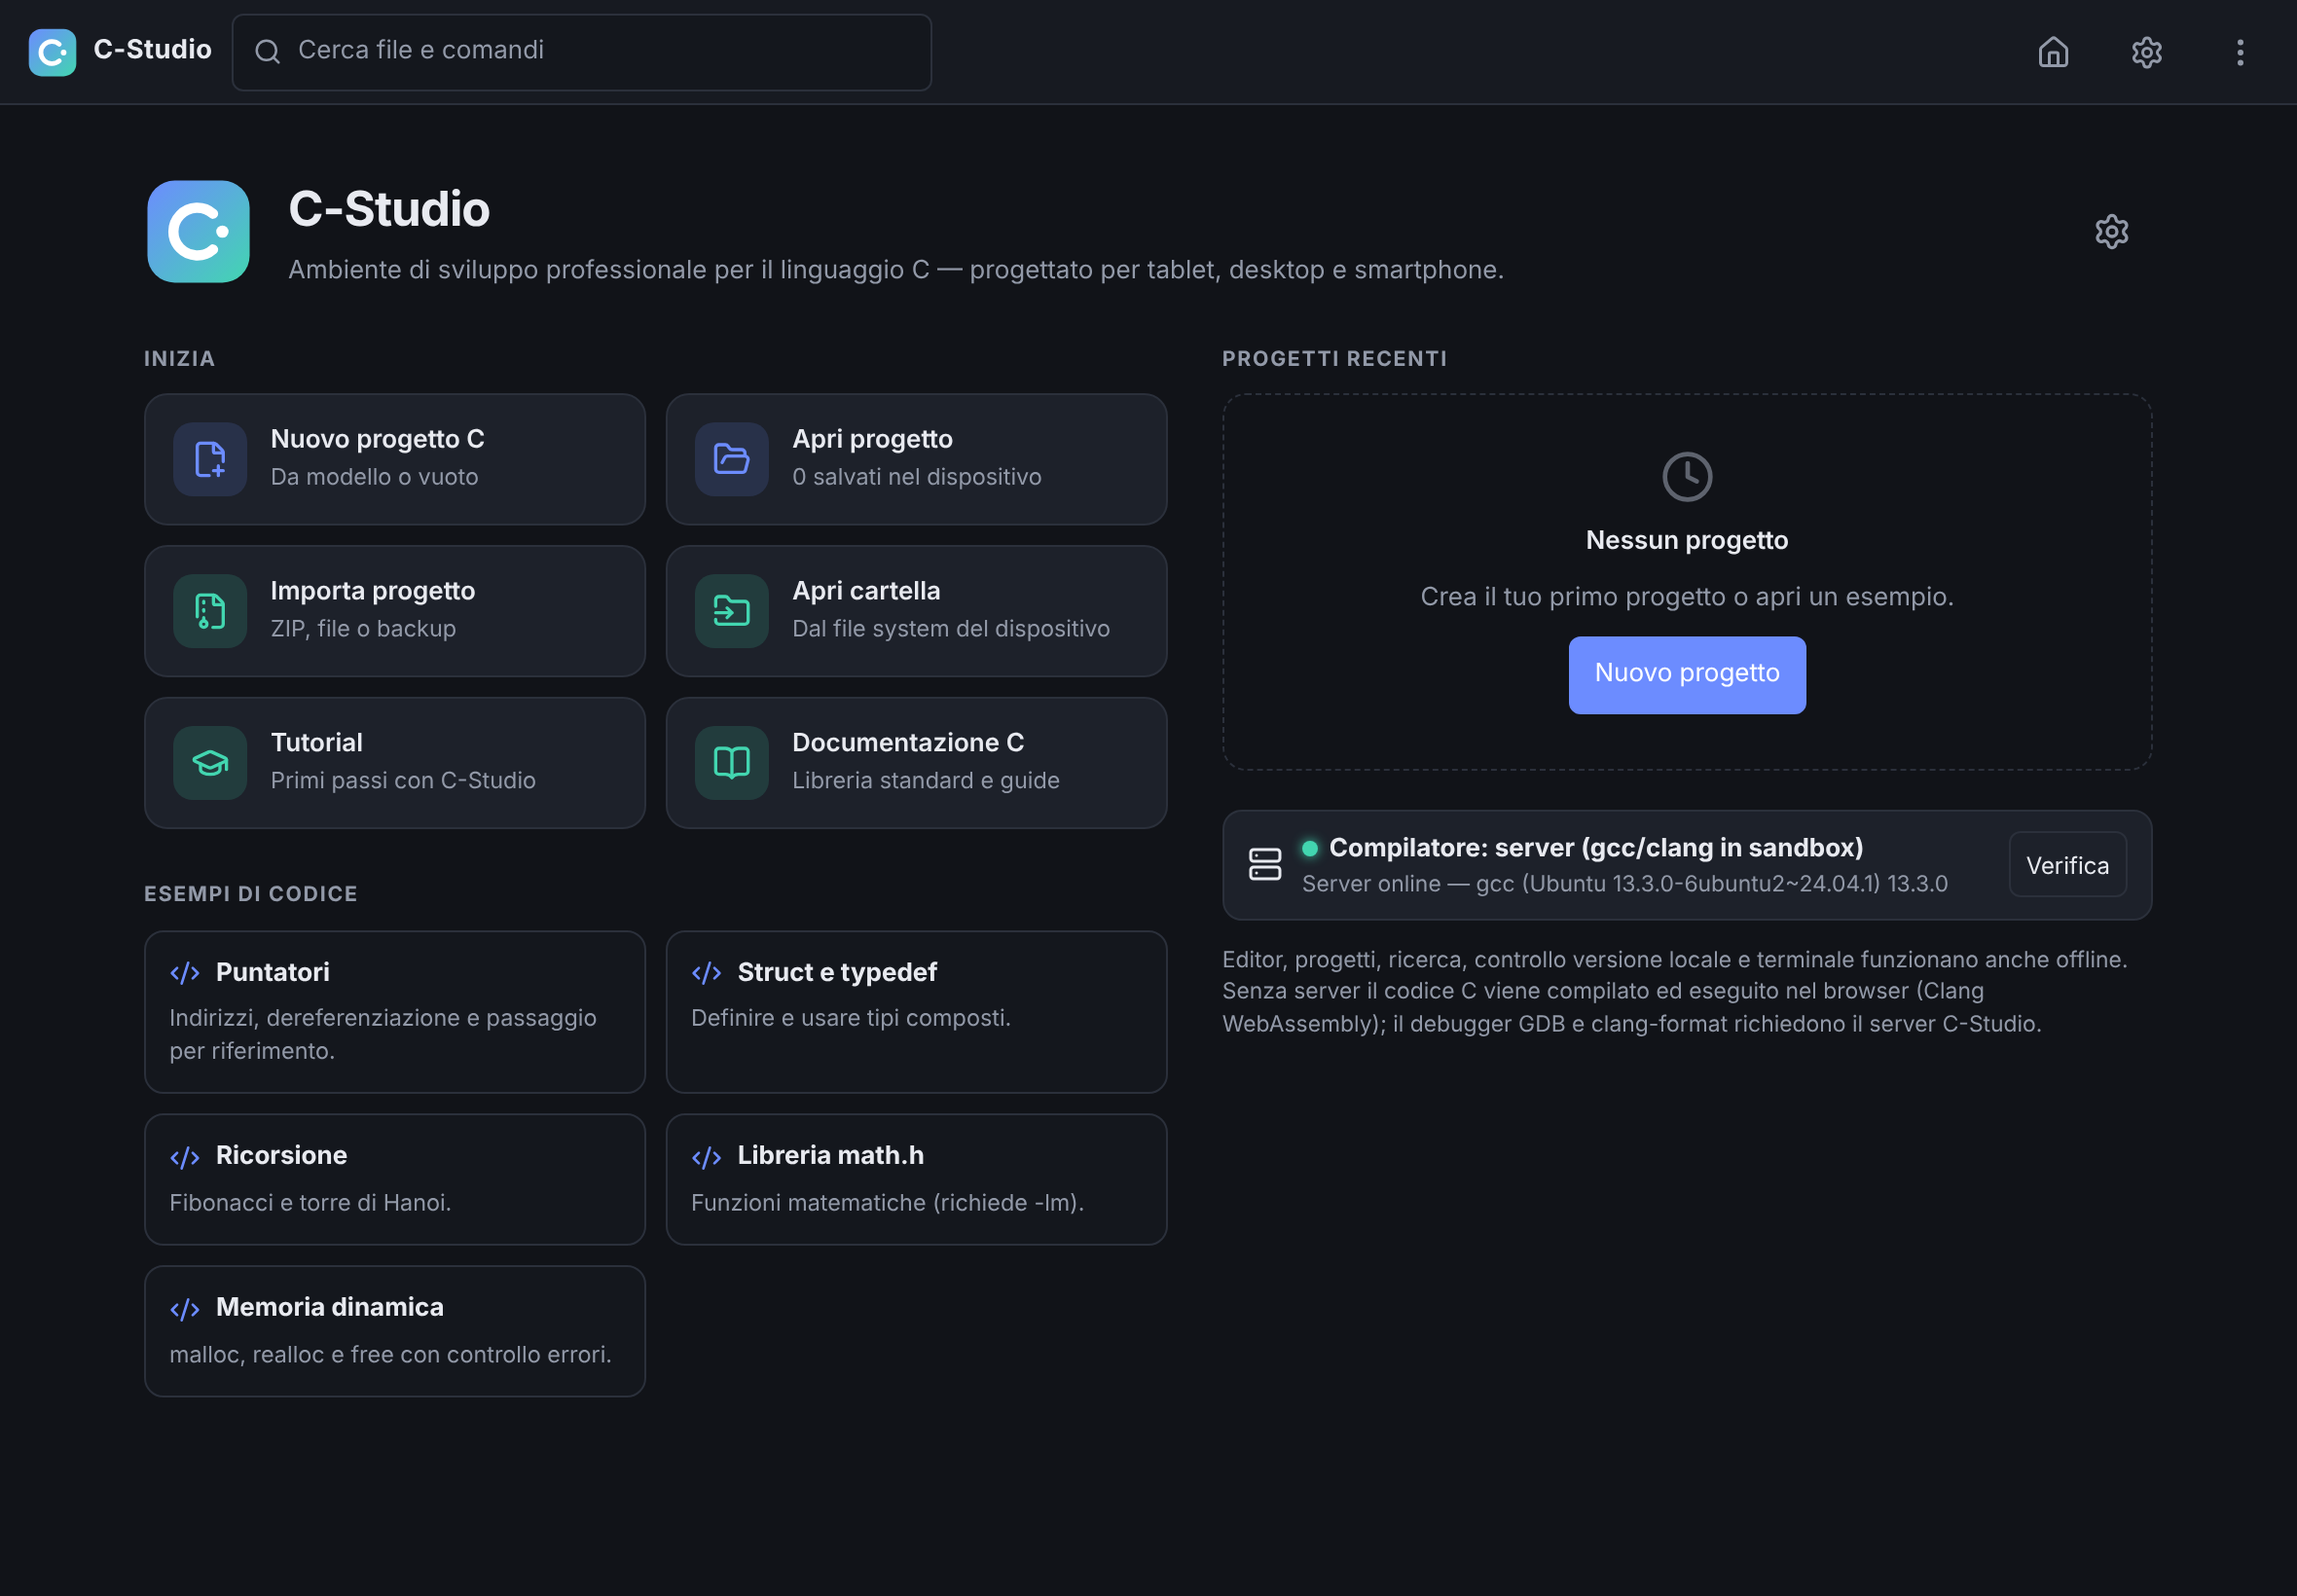 C-Studio
Cerca file e comandi
C-Studio
Ambiente di sviluppo professionale per il linguaggio C — progettato per tablet, desktop e smartphone.
INIZIA
Nuovo progetto C
Da modello o vuoto
Apri progetto
0 salvati nel dispositivo
Importa progetto
ZIP, file o backup
Apri cartella
Dal file system del dispositivo
Tutorial
Primi passi con C-Studio
Documentazione C
Libreria standard e guide
ESEMPI DI CODICE
Puntatori
Indirizzi, dereferenziazione e passaggio
per riferimento.
Struct e typedef
Definire e usare tipi composti.
Ricorsione
Fibonacci e torre di Hanoi.
Libreria math.h
Funzioni matematiche (richiede -lm).
Memoria dinamica
malloc, realloc e free con controllo errori.
PROGETTI RECENTI
Nessun progetto
Crea il tuo primo progetto o apri un esempio.
Nuovo progetto
Compilatore: server (gcc/clang in sandbox)
Server online — gcc (Ubuntu 13.3.0-6ubuntu2~24.04.1) 13.3.0
Verifica
Editor, progetti, ricerca, controllo versione locale e terminale funzionano anche offline.
Senza server il codice C viene compilato ed eseguito nel browser (Clang
WebAssembly); il debugger GDB e clang-format richiedono il server C-Studio.